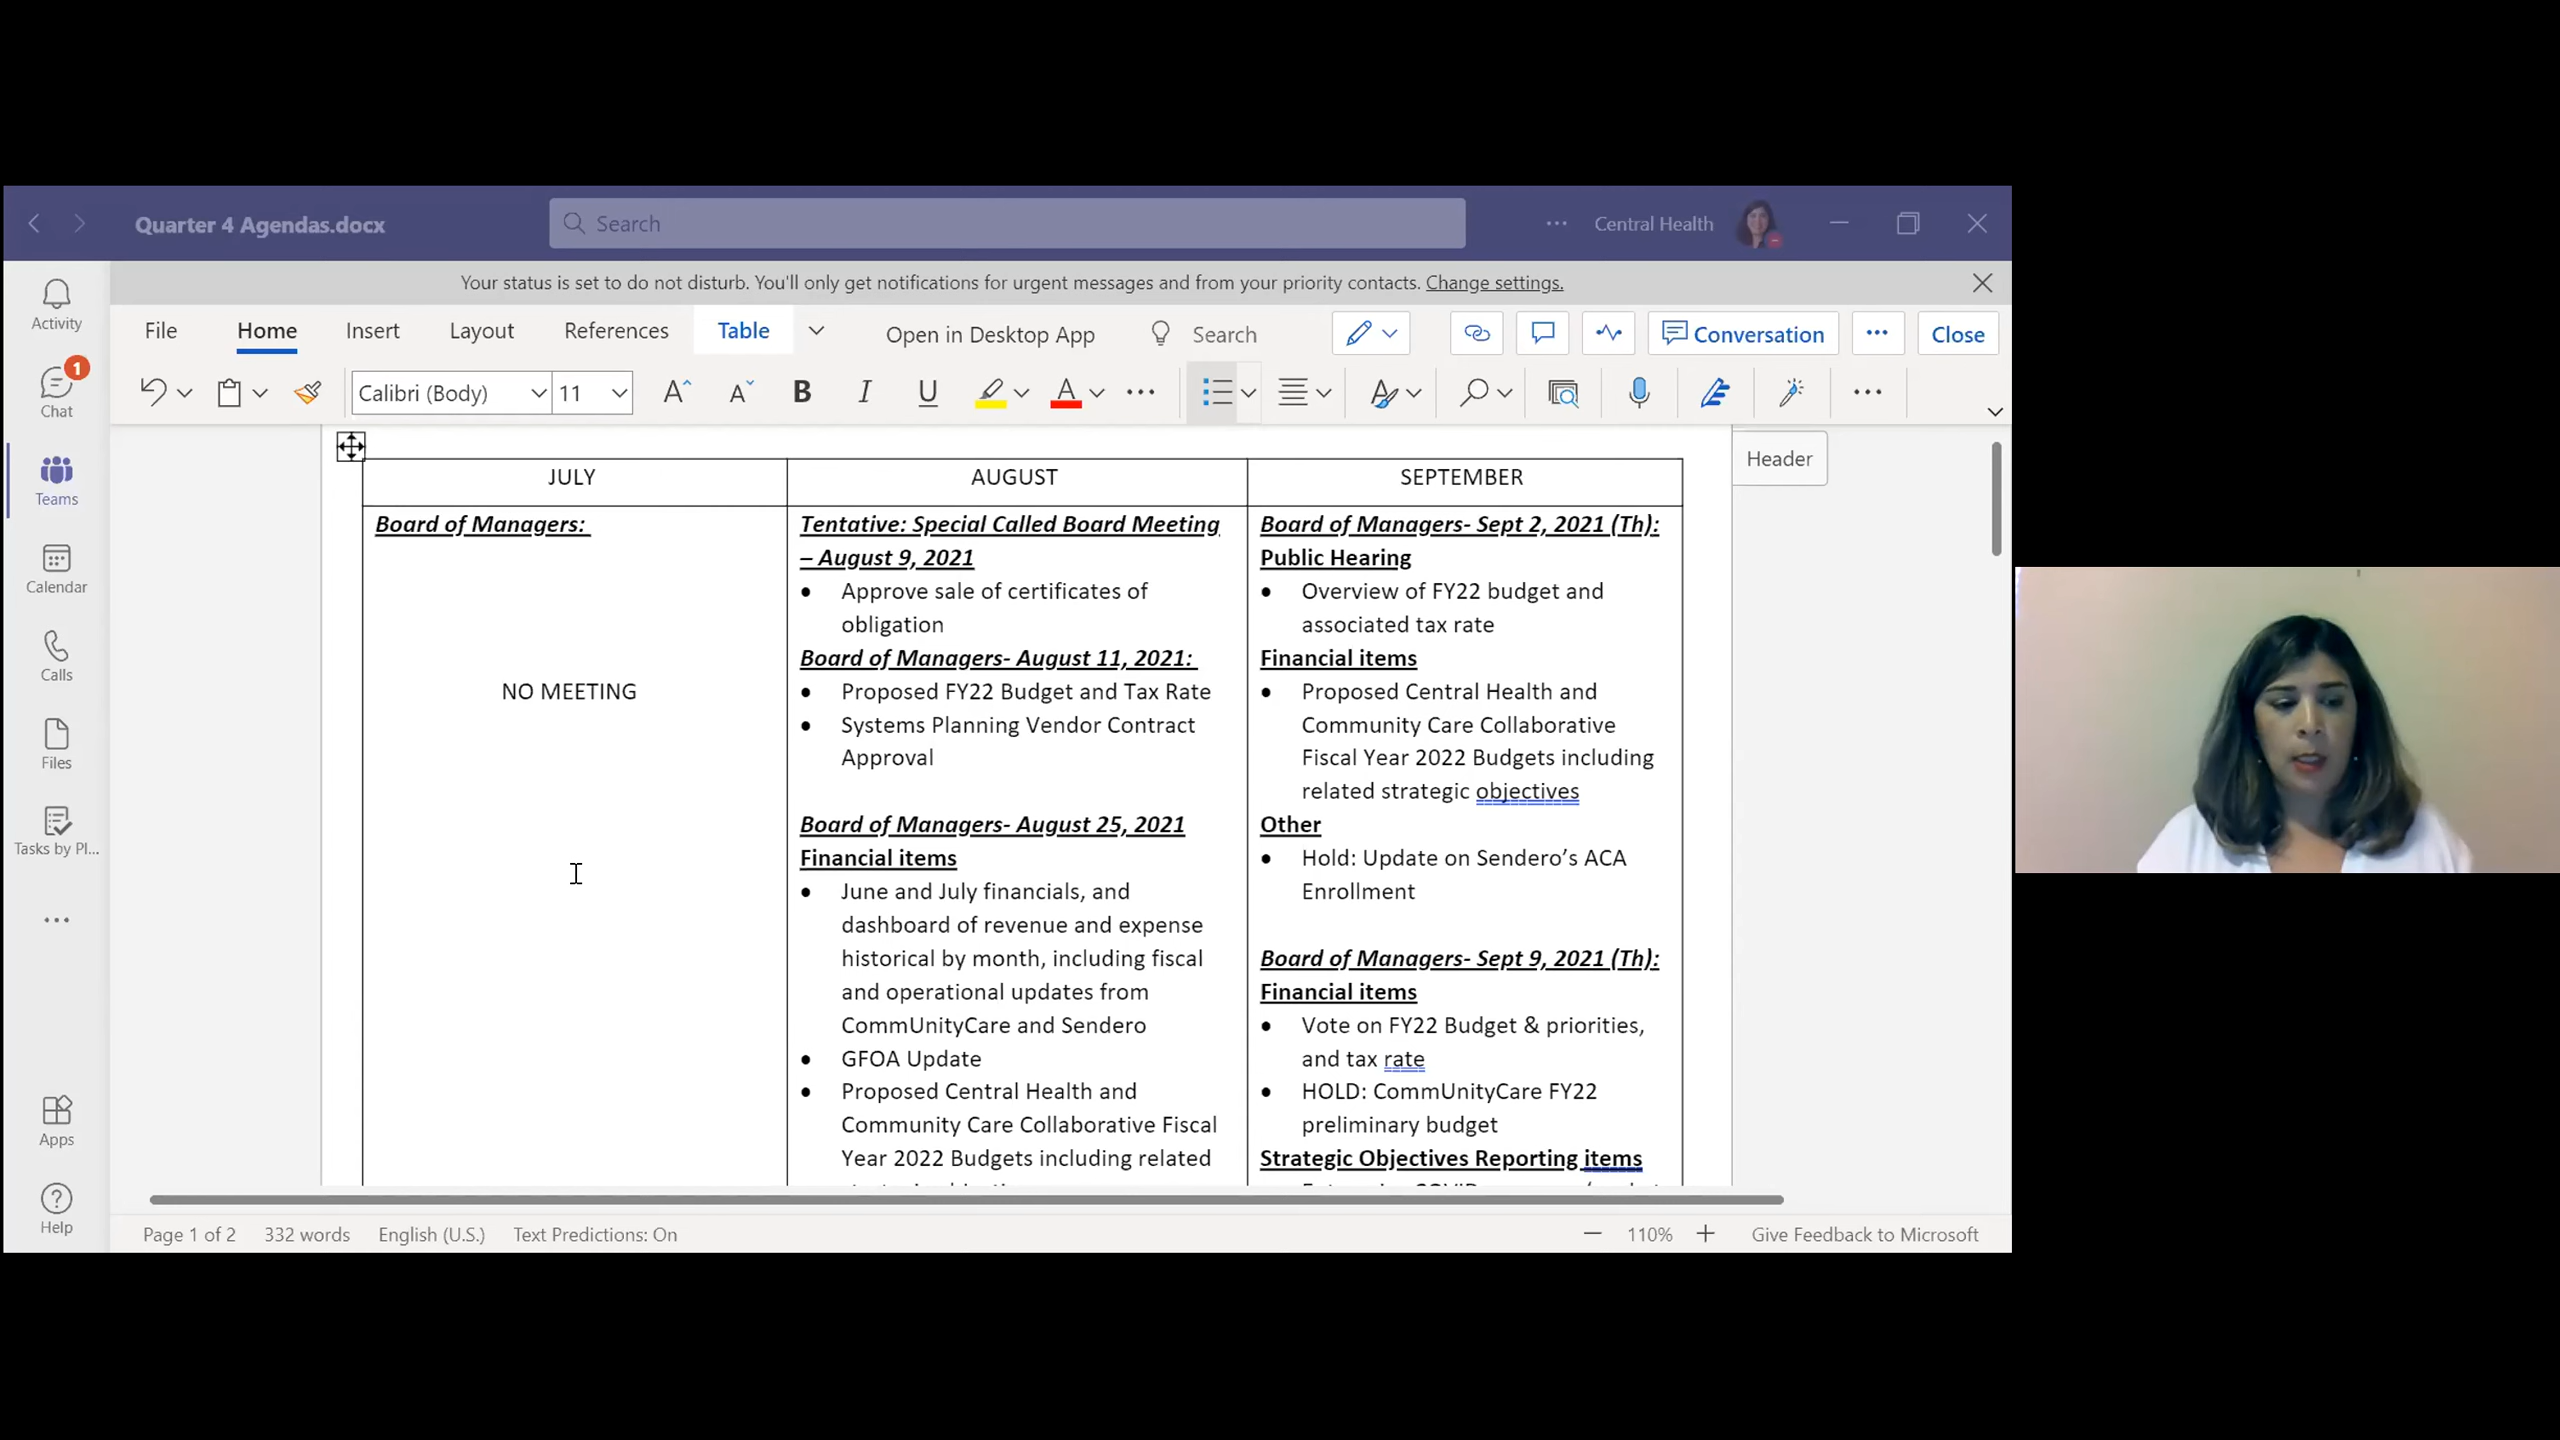 Quarter 4 Agendas.docx
Search
Central Health
Your status is set to do not disturb. You'll only get notifications for urgent messages and from your priority contacts. Change settings.
File
Home
Insert
Layout
References
Table
Open in Desktop App
Search
Conversation
Close
Calibri (Body)
11
Activity
1
Chat
Teams
Calendar
Calls
Files
Tasks by Pl...
Apps
Help
Header
JULY
Board of Managers:
NO MEETING
AUGUST
Tentative: Special Called Board Meeting
– August 9, 2021
• Approve sale of certificates of
obligation
Board of Managers- August 11, 2021:
• Proposed FY22 Budget and Tax Rate
• Systems Planning Vendor Contract
Approval
Board of Managers- August 25, 2021
Financial items
• June and July financials, and
dashboard of revenue and expense
historical by month, including fiscal
and operational updates from
CommUnityCare and Sendero
• GFOA Update
• Proposed Central Health and
Community Care Collaborative Fiscal
Year 2022 Budgets including related
SEPTEMBER
Board of Managers- Sept 2, 2021 (Th):
Public Hearing
• Overview of FY22 budget and
associated tax rate
Financial items
• Proposed Central Health and
Community Care Collaborative
Fiscal Year 2022 Budgets including
related strategic objectives
Other
• Hold: Update on Sendero’s ACA
Enrollment
Board of Managers- Sept 9, 2021 (Th):
Financial items
• Vote on FY22 Budget & priorities,
and tax rate
• HOLD: CommUnityCare FY22
preliminary budget
Strategic Objectives Reporting items
Page 1 of 2
332 words
English (U.S.)
Text Predictions: On
110%
Give Feedback to Microsoft